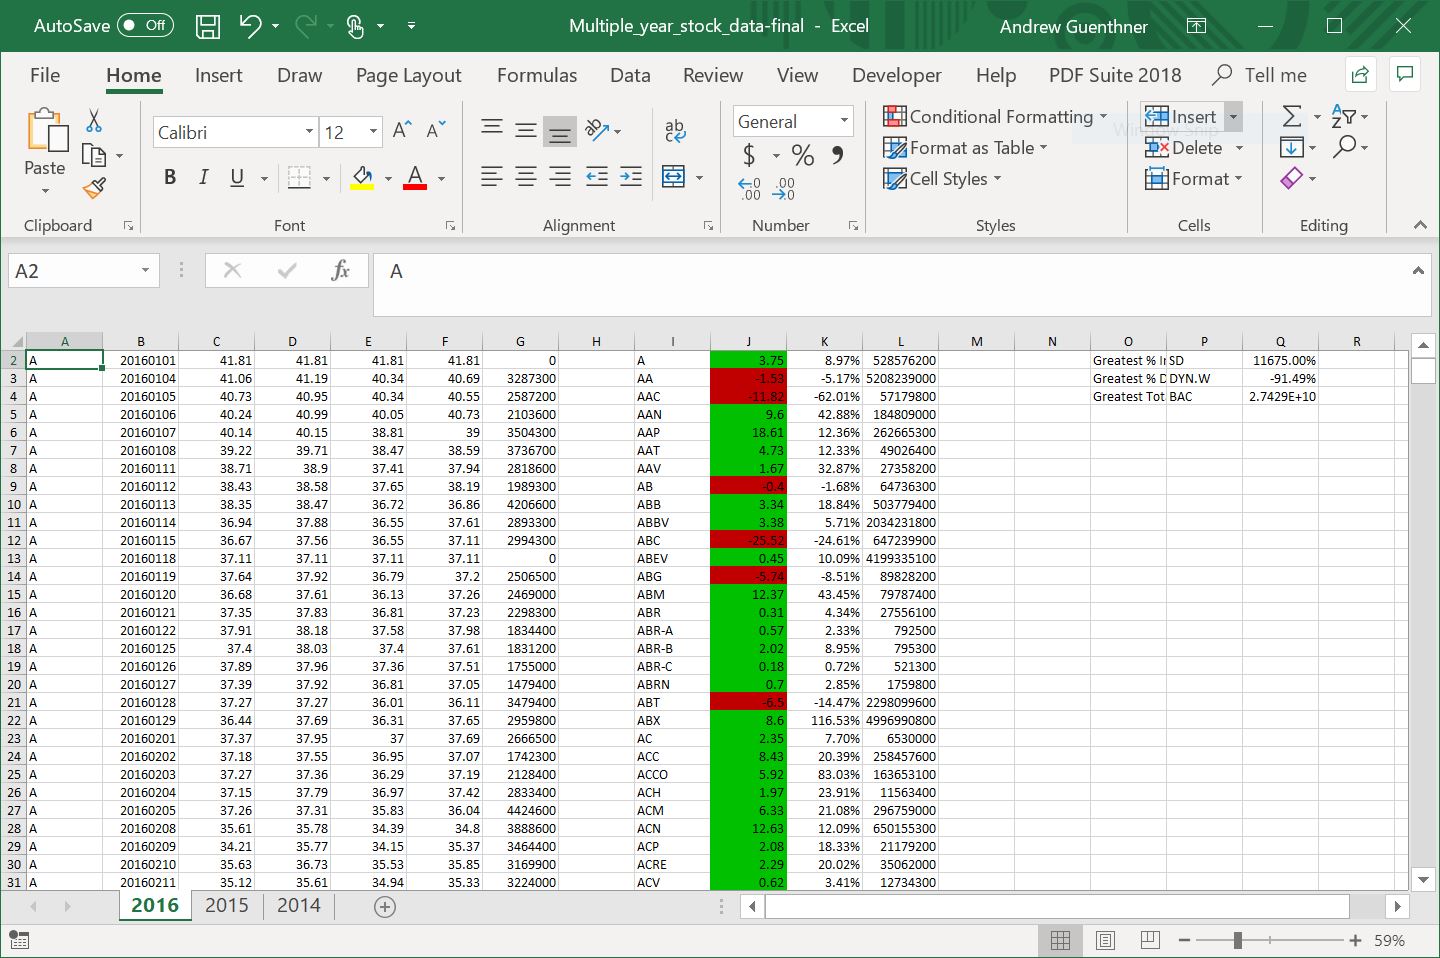 AutoSave Off Multiple_year_stock_data-final - Excel Andrew Guenthner
File Home Insert Draw Page Layout Formulas Data Review View Developer Help PDF Suite 2018 Tell me
Calibri 12 General Conditional Formatting Insert
Window Snip
Paste $ % Format as Table Delete
B I U A Cell Styles Format
Clipboard Font Alignment Number Styles Cells Editing
A2 fx A
A B C D E F G H I J K L M N O P Q R
2 A 20160101 41.81 41.81 41.81 41.81 0 A 3.75 8.97% 528576200 Greatest % In SD 11675.00%
3 A 20160104 41.06 41.19 40.34 40.69 3287300 AA -1.53 -5.17% 5208239000 Greatest % D DYN.W -91.49%
4 A 20160105 40.73 40.95 40.34 40.55 2587200 AAC -11.82 -62.01% 57179800 Greatest Tot BAC 2.7429E+10
5 A 20160106 40.24 40.99 40.05 40.73 2103600 AAN 9.6 42.88% 184809000
6 A 20160107 40.14 40.15 38.81 39 3504300 AAP 18.61 12.36% 262665300
7 A 20160108 39.22 39.71 38.47 38.59 3736700 AAT 4.73 12.33% 49026400
8 A 20160111 38.71 38.9 37.41 37.94 2818600 AAV 1.67 32.87% 27358200
9 A 20160112 38.43 38.58 37.65 38.19 1989300 AB -0.4 -1.68% 64736300
10 A 20160113 38.35 38.47 36.72 36.86 4206600 ABB 3.34 18.84% 503779400
11 A 20160114 36.94 37.88 36.55 37.61 2893300 ABBV 3.38 5.71% 2034231800
12 A 20160115 36.67 37.56 36.55 37.11 2994300 ABC -25.52 -24.61% 647239900
13 A 20160118 37.11 37.11 37.11 37.11 0 ABEV 0.45 10.09% 4199335100
14 A 20160119 37.64 37.92 36.79 37.2 2506500 ABG -5.74 -8.51% 89828200
15 A 20160120 36.68 37.61 36.13 37.26 2469000 ABM 12.37 43.45% 79787400
16 A 20160121 37.35 37.83 36.81 37.23 2298300 ABR 0.31 4.34% 27556100
17 A 20160122 37.91 38.18 37.58 37.98 1834400 ABR-A 0.57 2.33% 792500
18 A 20160125 37.4 38.03 37.4 37.61 1831200 ABR-B 2.02 8.95% 795300
19 A 20160126 37.89 37.96 37.36 37.51 1755000 ABR-C 0.18 0.72% 521300
20 A 20160127 37.39 37.92 36.81 37.05 1479400 ABRN 0.7 2.85% 1759800
21 A 20160128 37.27 37.27 36.01 36.11 3479400 ABT -6.5 -14.47% 2298099600
22 A 20160129 36.44 37.69 36.31 37.65 2959800 ABX 8.6 116.53% 4996990800
23 A 20160201 37.37 37.95 37 37.69 2666500 AC 2.35 7.70% 6530000
24 A 20160202 37.18 37.55 36.95 37.07 1742300 ACC 8.43 20.39% 258457600
25 A 20160203 37.27 37.36 36.29 37.19 2128400 ACCO 5.92 83.03% 163653100
26 A 20160204 37.15 37.79 36.97 37.42 2833400 ACH 1.97 23.91% 11563400
27 A 20160205 37.26 37.31 35.83 36.04 4424600 ACM 6.33 21.08% 296759000
28 A 20160208 35.61 35.78 34.39 34.8 3888600 ACN 12.63 12.09% 650155300
29 A 20160209 34.21 35.77 34.15 35.37 3464400 ACP 2.08 18.33% 21179200
30 A 20160210 35.63 36.73 35.53 35.85 3169900 ACRE 2.29 20.02% 35062000
31 A 20160211 35.12 35.61 34.94 35.33 3224000 ACV 0.62 3.41% 12734300
2016 2015 2014
59%